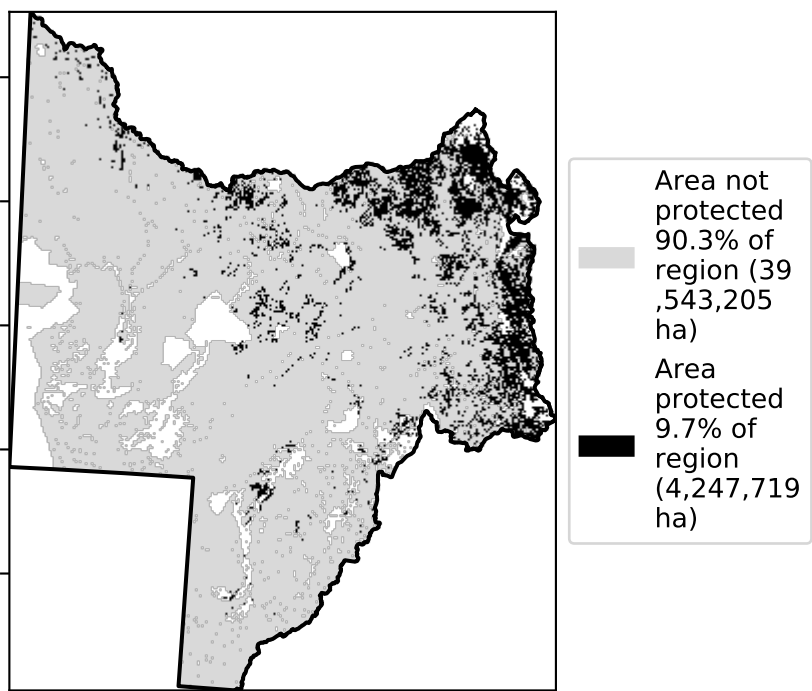 Area not
protected
90.3% of
region (39
,543,205
ha)
Area
protected
9.7% of
region
(4,247,719
ha)